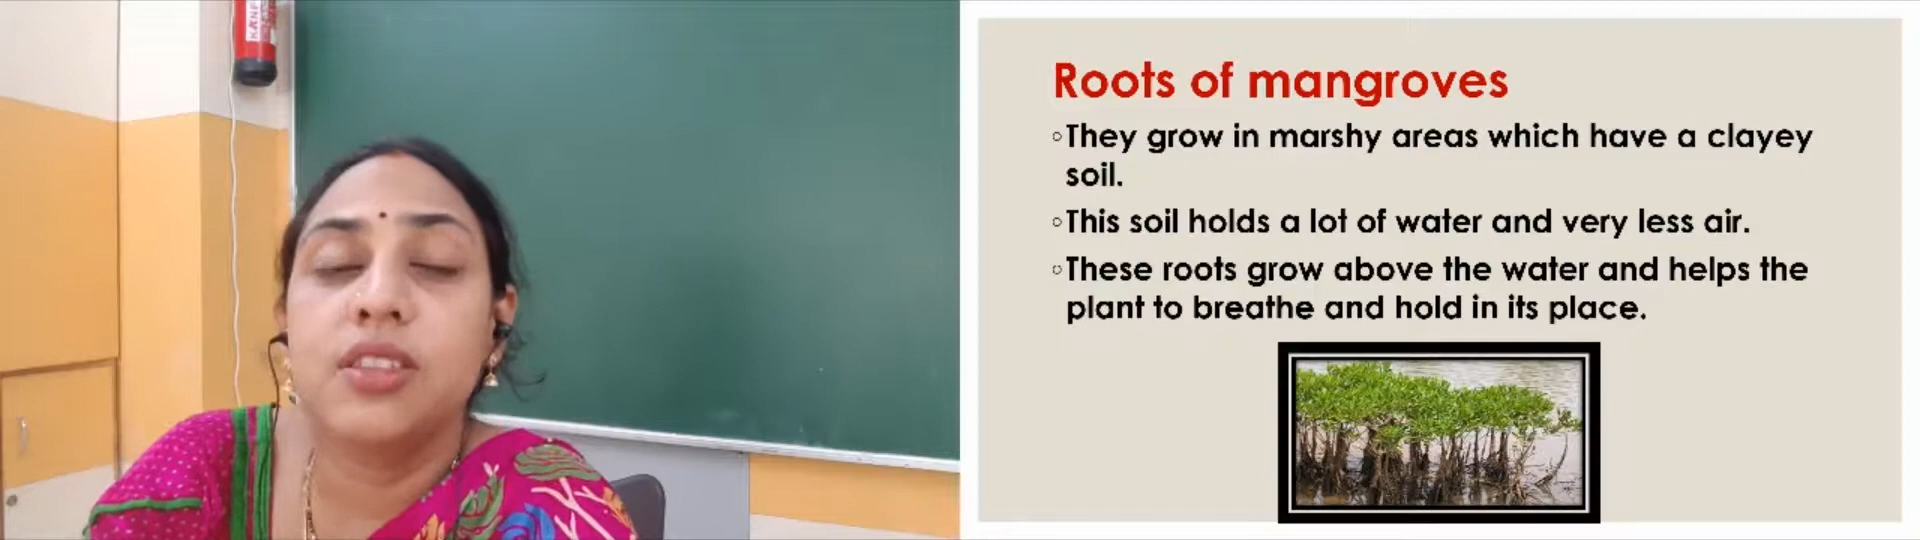 KANE
Roots of mangroves
◦They grow in marshy areas which have a clayey
soil.
◦This soil holds a lot of water and very less air.
◦These roots grow above the water and helps the
plant to breathe and hold in its place.